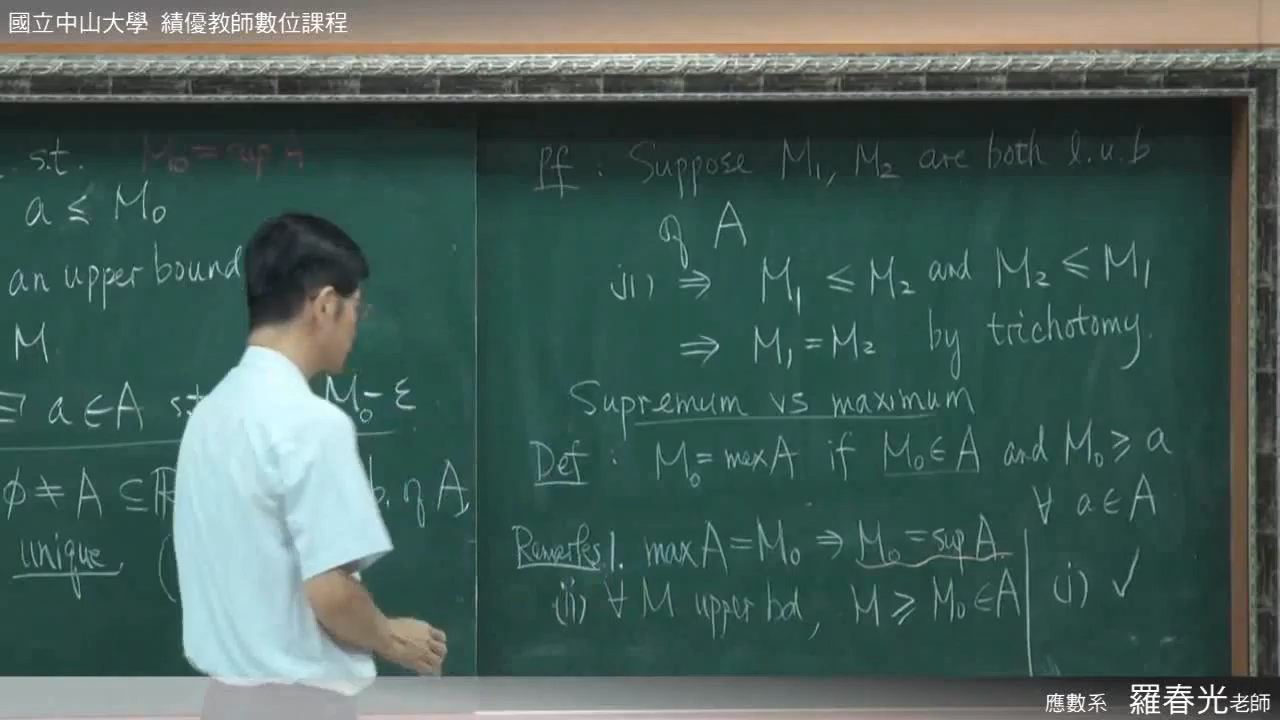 國立中山大學 績優教師數位課程
s.t. M₀ = sup A
a ≤ M₀
an upper bound
M
∃ a ∈ A s.t. M₀ - ε
ϕ ≠ A ⊆ ℝ b. of A,
unique (
Pf : Suppose M₁, M₂ are both l.u.b
of A
(ii) ⇒ M₁ ≤ M₂ and M₂ ≤ M₁
⇒ M₁ = M₂ by trichotomy.
Supremum vs maximum
Def : M₀ = max A if M₀ ∈ A and M₀ ≥ a
∀ a ∈ A
Remarks 1. max A = M₀ ⇒ M₀ = sup A
(ii) ∀ M upper bd, M ≥ M₀ ∈ A
(i) ✓
應數系 羅春光老師